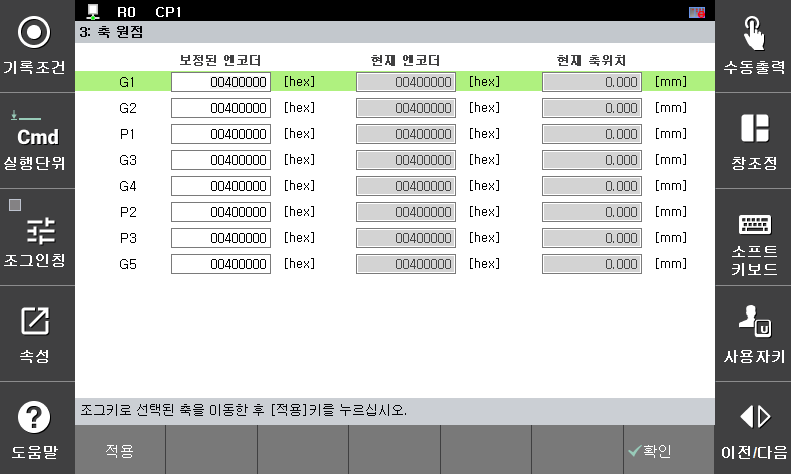 R0 CP1
3: 축 원점
보정된 엔코더 현재 엔코더 현재 축위치
G1 00400000 [hex] 00400000 [hex] 0.000 [mm]
G2 00400000 [hex] 00400000 [hex] 0.000 [mm]
P1 00400000 [hex] 00400000 [hex] 0.000 [mm]
G3 00400000 [hex] 00400000 [hex] 0.000 [mm]
G4 00400000 [hex] 00400000 [hex] 0.000 [mm]
P2 00400000 [hex] 00400000 [hex] 0.000 [mm]
P3 00400000 [hex] 00400000 [hex] 0.000 [mm]
G5 00400000 [hex] 00400000 [hex] 0.000 [mm]
조그키로 선택된 축을 이동한 후 [적용]키를 누르십시오.
적용 확인
기록조건
Cmd
실행단위
조그인칭
속성
?
도움말
수동출력
창조정
소프트
키보드
U
사용자키
이전/다음